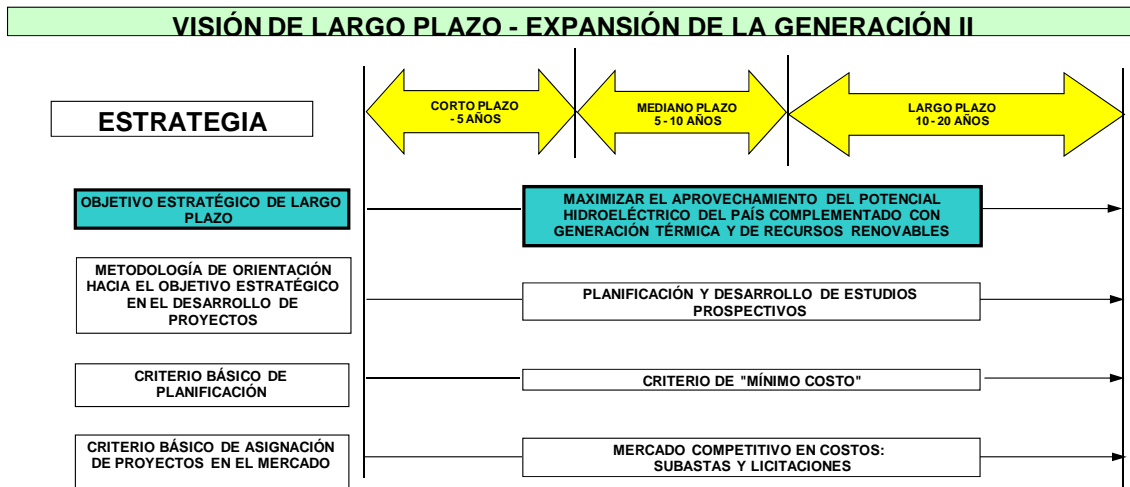 VISIÓN DE LARGO PLAZO - EXPANSIÓN DE LA GENERACIÓN II
ESTRATEGIA
CORTO PLAZO
- 5 AÑOS
MEDIANO PLAZO
5 - 10 AÑOS
LARGO PLAZO
10 - 20 AÑOS
OBJETIVO ESTRATÉGICO DE LARGO
PLAZO
MAXIMIZAR EL APROVECHAMIENTO DEL POTENCIAL
HIDROELÉCTRICO DEL PAÍS COMPLEMENTADO CON
GENERACIÓN TÉRMICA Y DE RECURSOS RENOVABLES
METODOLOGÍA DE ORIENTACIÓN
HACIA EL OBJETIVO ESTRATÉGICO
EN EL DESARROLLO DE
PROYECTOS
PLANIFICACIÓN Y DESARROLLO DE ESTUDIOS
PROSPECTIVOS
CRITERIO BÁSICO DE
PLANIFICACIÓN
CRITERIO DE "MÍNIMO COSTO"
CRITERIO BÁSICO DE ASIGNACIÓN
DE PROYECTOS EN EL MERCADO
MERCADO COMPETITIVO EN COSTOS:
SUBASTAS Y LICITACIONES